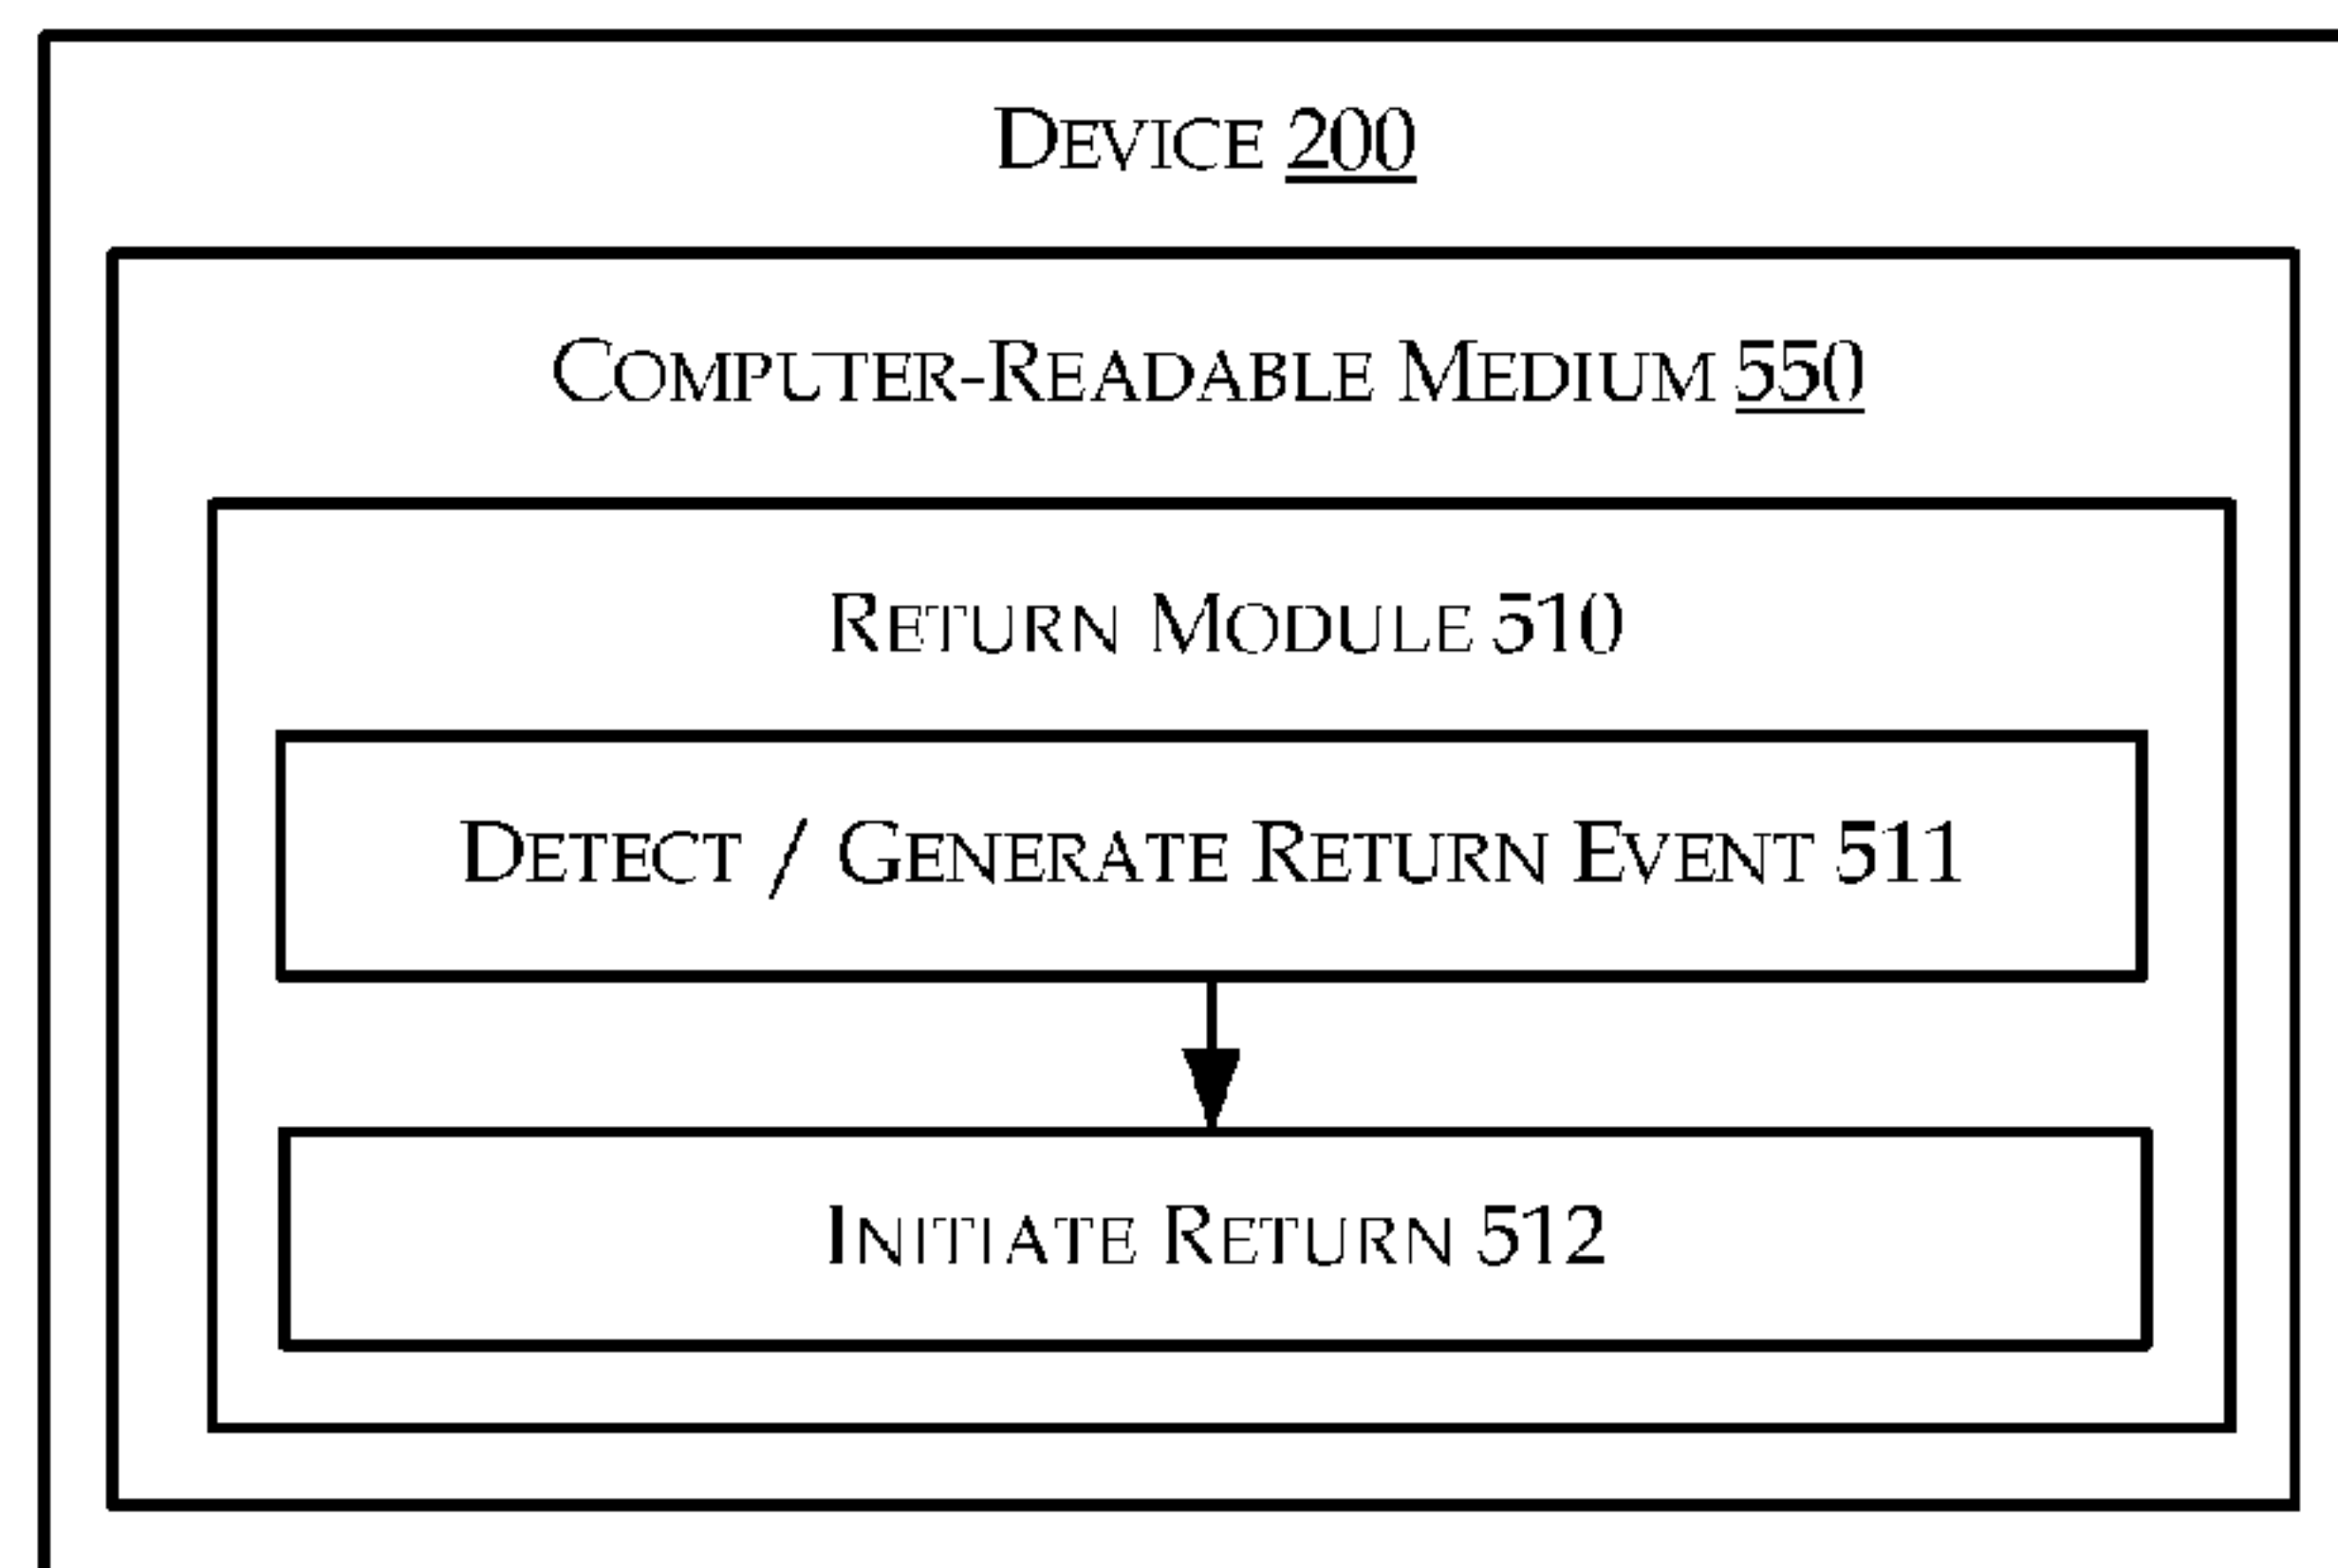 DEVICE 200
COMPUTER-READABLE MEDIUM 550
RETURN MODULE 510
DETECT / GENERATE RETURN EVENT 511
INITIATE RETURN 512